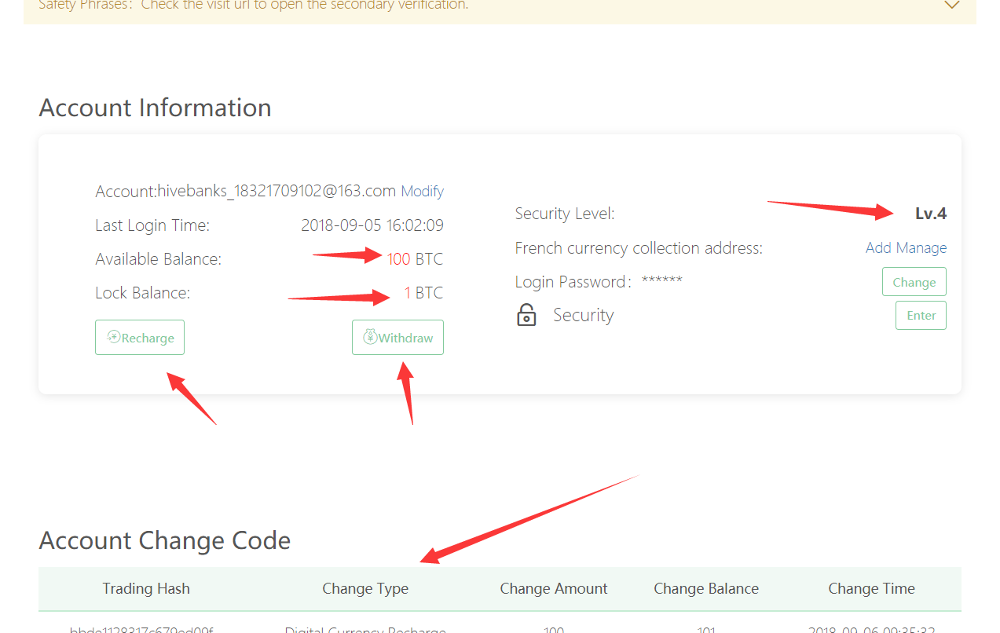 Safety Phrases: Check the visit url to open the secondary verification.
Account Information
Account:hivebanks_18321709102@163.com Modify
Last Login Time: 2018-09-05 16:02:09
Available Balance: 100 BTC
Lock Balance: 1 BTC
Recharge Withdraw
Security Level: Lv.4
French currency collection address: Add Manage
Login Password: ****** Change
Security Enter
Account Change Code
Trading Hash Change Type Change Amount Change Balance Change Time
Digital Currency Recharge 100 101 2018-09-06 09:35:32